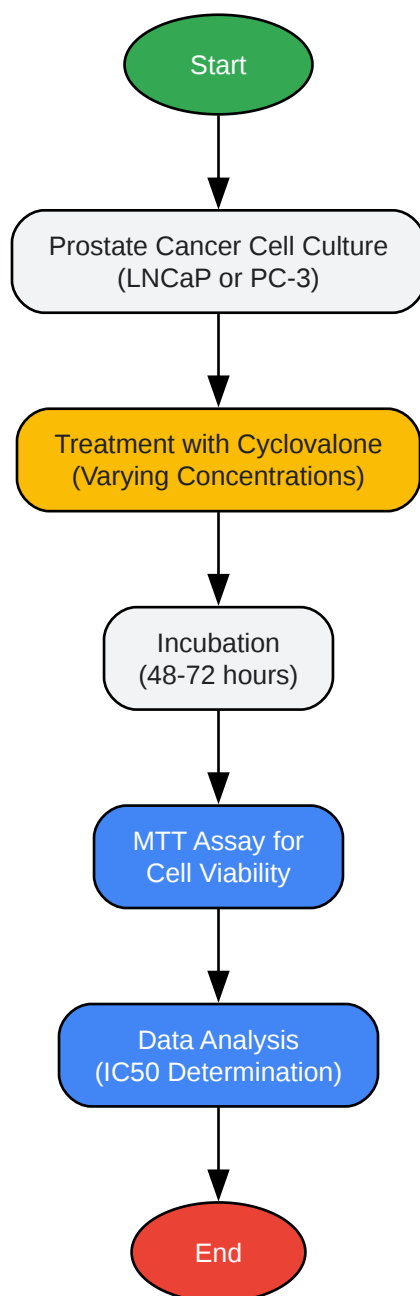 Start
Prostate Cancer Cell Culture
(LNCaP or PC-3)
Treatment with Cyclovalone
(Varying Concentrations)
Incubation
(48-72 hours)
MTT Assay for
Cell Viability
Data Analysis
(IC50 Determination)
End